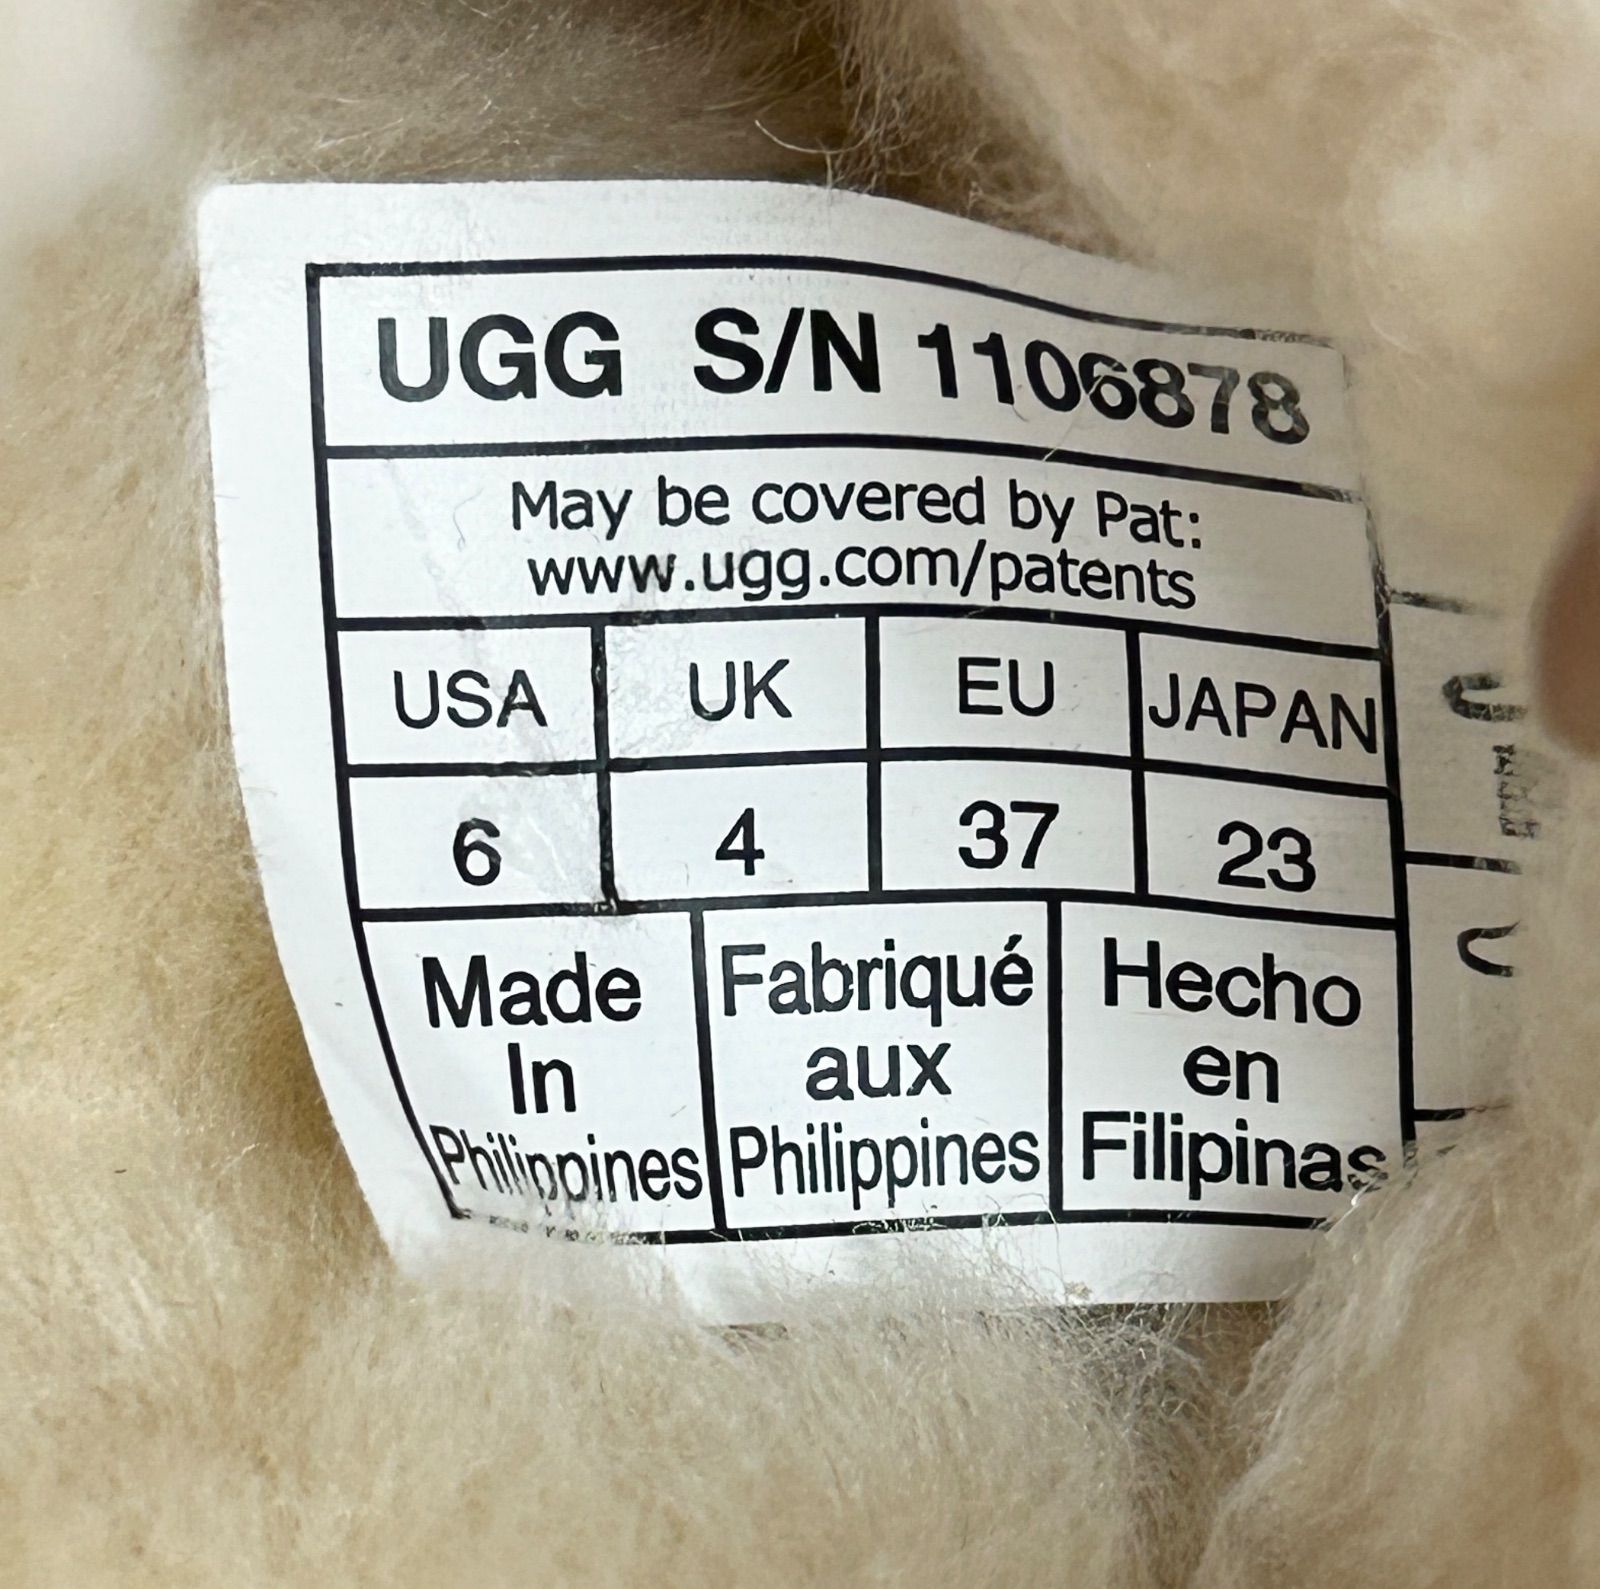 UGG S/N 1106878
May be covered by Pat:
www.ugg.com/patents
USA UK EU JAPAN
6 4 37 23
Made
In
Philippines
Fabriqué
aux
Philippines
Hecho
en
Filipinas